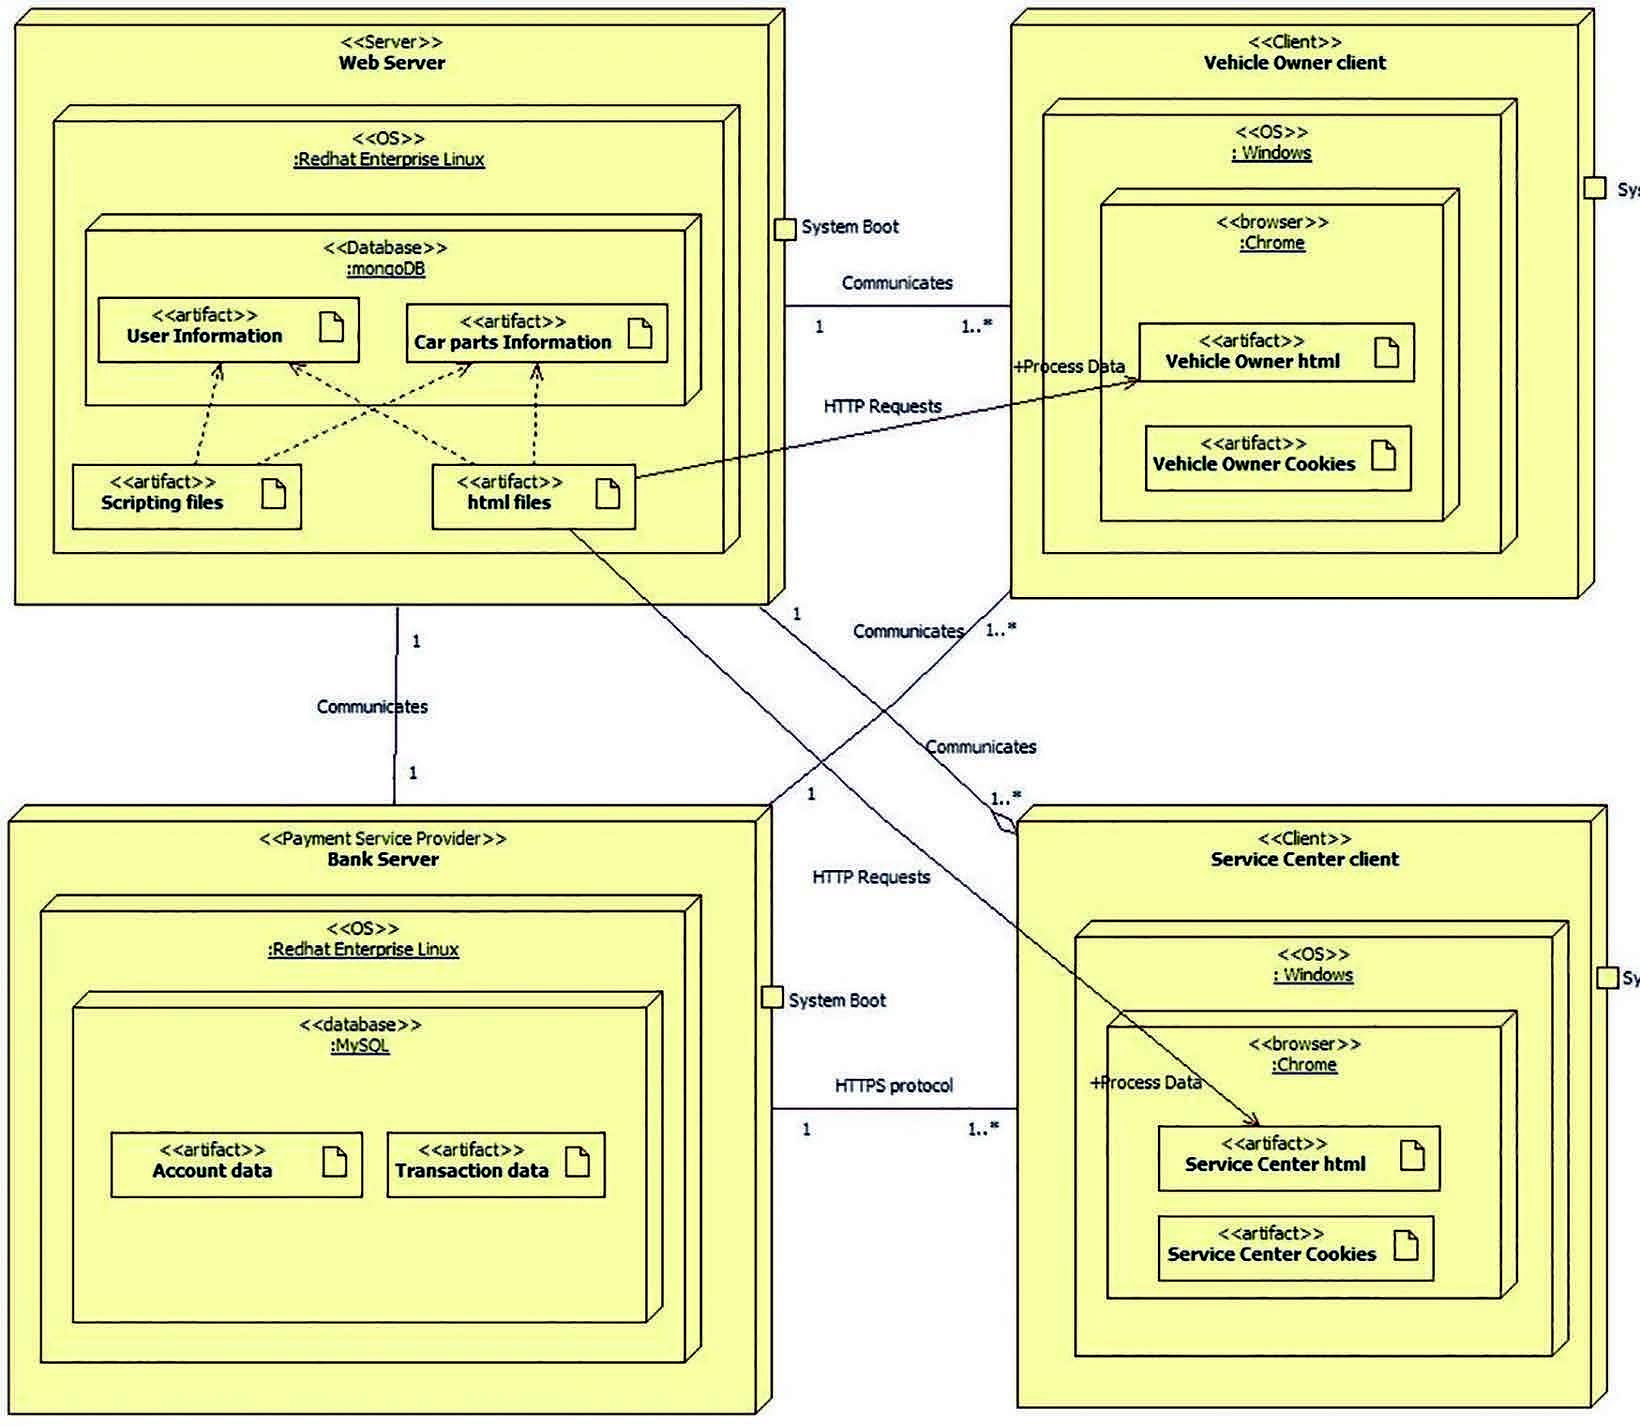 <<Server>>
Web Server
<<OS>>
:Redhat Enterprise Linux
<<Database>>
:mongoDB
<<artifact>>
User Information
<<artifact>>
Car parts Information
<<artifact>>
Scripting files
<<artifact>>
html files
System Boot
Communicates
1
1..*
HTTP Requests
+Process Data
<<Client>>
Vehicle Owner client
<<OS>>
: Windows
<<browser>>
:Chrome
<<artifact>>
Vehicle Owner html
<<artifact>>
Vehicle Owner Cookies
Sys
1
Communicates
1
1
Communicates
1..*
Communicates
1..*
1
HTTP Requests
<<Payment Service Provider>>
Bank Server
<<OS>>
:Redhat Enterprise Linux
<<database>>
:MySQL
<<artifact>>
Account data
<<artifact>>
Transaction data
System Boot
HTTPS protocol
1
1..*
<<Client>>
Service Center client
<<OS>>
: Windows
<<browser>>
:Chrome
+Process Data
<<artifact>>
Service Center html
<<artifact>>
Service Center Cookies
Sy